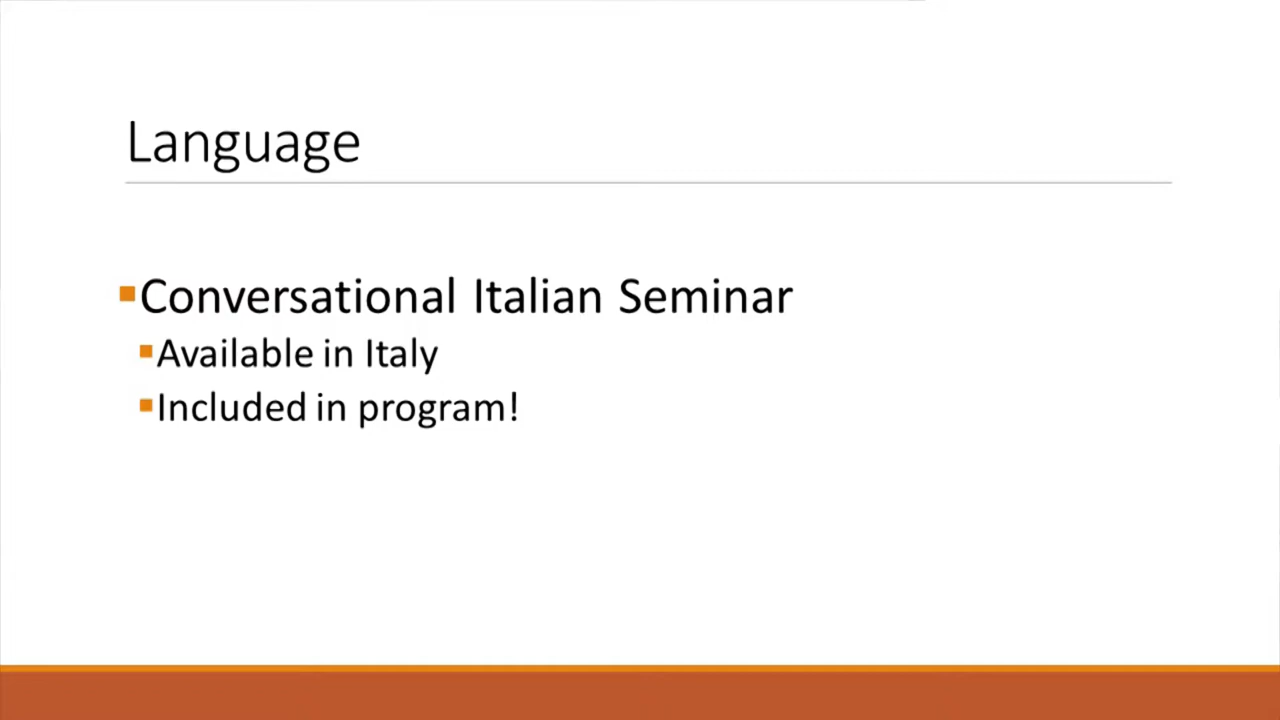 Language
Conversational Italian Seminar
Available in Italy
Included in program!